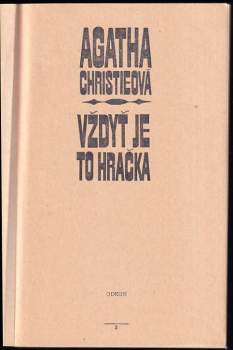 AGATHA
CHRISTIEOVÁ
VŽDYŤ JE
TO HRAČKA
ODEON